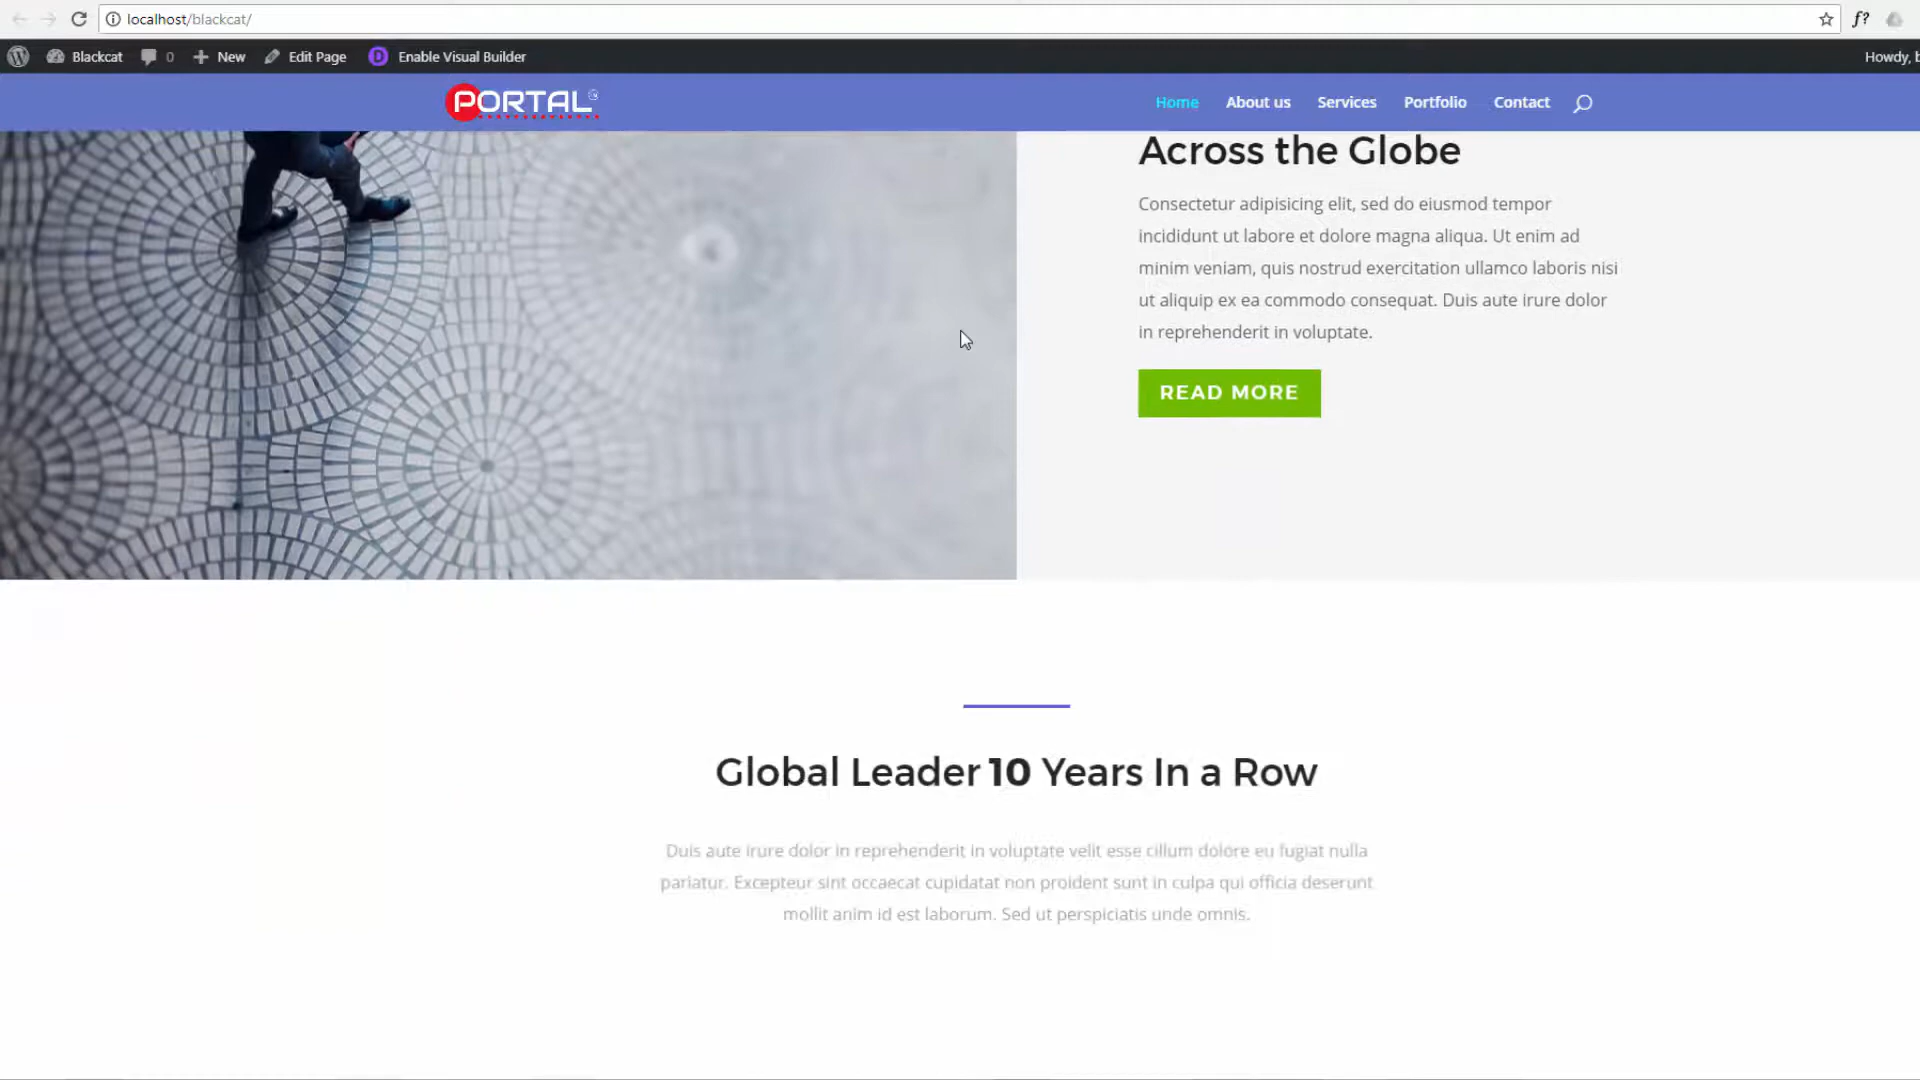 localhost/blackcat/
f?
Blackcat 0 New Edit Page D Enable Visual Builder Howdy, b
PORTAL
Home About us Services Portfolio Contact
Across the Globe
Consectetur adipisicing elit, sed do eiusmod tempor
incididunt ut labore et dolore magna aliqua. Ut enim ad
minim veniam, quis nostrud exercitation ullamco laboris nisi
ut aliquip ex ea commodo consequat. Duis aute irure dolor
in reprehenderit in voluptate.
READ MORE
Global Leader 10 Years In a Row
Duis aute irure dolor in reprehenderit in voluptate velit esse cillum dolore eu fugiat nulla
pariatur. Excepteur sint occaecat cupidatat non proident sunt in culpa qui officia deserunt
mollit anim id est laborum. Sed ut perspiciatis unde omnis.